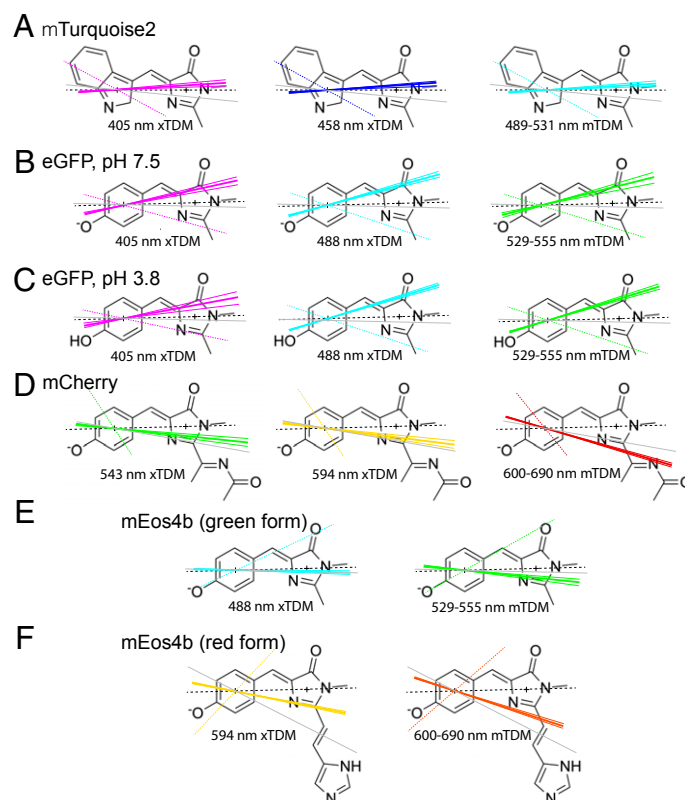 A mTurquoise2
O
N
N
N
405 nm xTDM
O
N
N
N
458 nm xTDM
O
N
N
N
489-531 nm mTDM
B eGFP, pH 7.5
O
N
N
-O
405 nm xTDM
O
N
N
-O
488 nm xTDM
O
N
N
-O
529-555 nm mTDM
C eGFP, pH 3.8
O
N
N
HO
405 nm xTDM
O
N
N
HO
488 nm xTDM
O
N
N
HO
529-555 nm mTDM
D mCherry
O
N
N
-O
543 nm xTDM
N
O
O
N
N
-O
594 nm xTDM
N
O
O
N
N
-O
600-690 nm mTDM
N
O
E
mEos4b (green form)
O
N
N
-O
488 nm xTDM
O
N
N
-O
529-555 nm mTDM
F
mEos4b (red form)
O
N
N
-O
594 nm xTDM
NH
N
O
N
N
-O
600-690 nm mTDM
NH
N